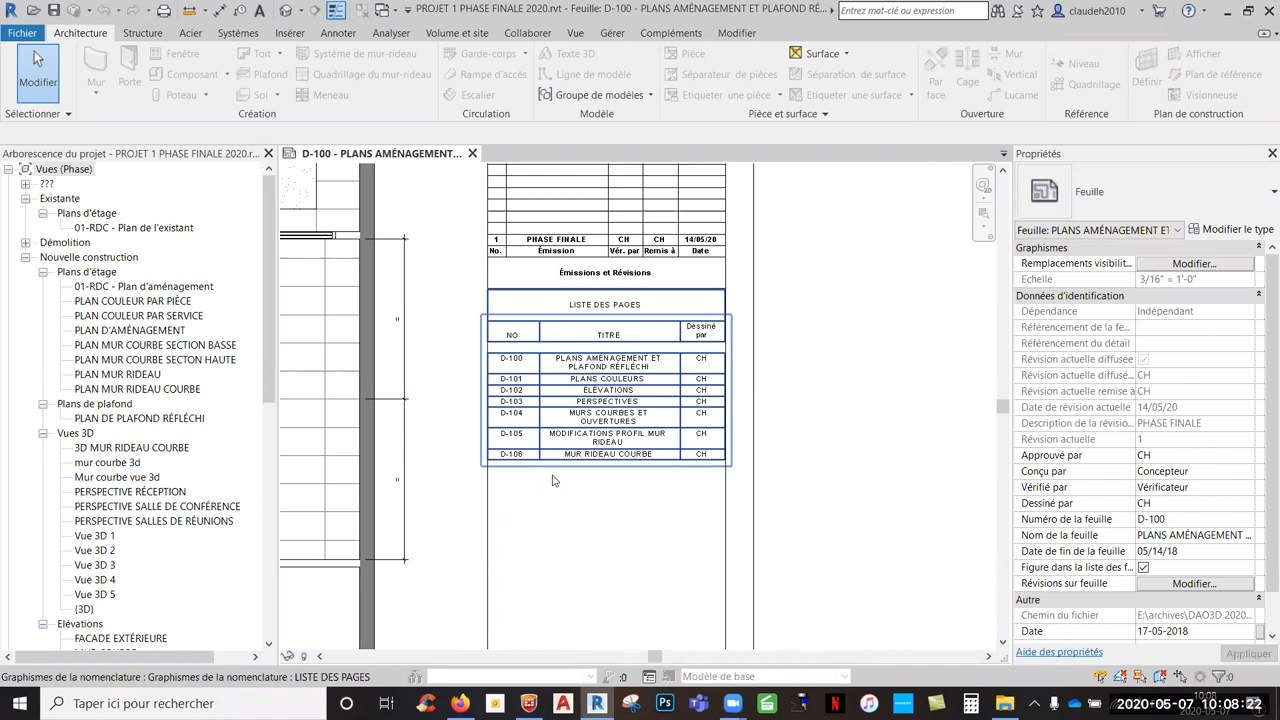 PROJET 1 PHASE FINALE 2020.rvt - Feuille: D-100 - PLANS AMÉNAGEMENT ET PLAFOND RÉ...
Entrez mot-clé ou expression
claudeh10
Fichier
Architecture
Structure
Acier
Systèmes
Insérer
Annoter
Analyser
Volume et site
Collaborer
Vue
Gérer
Compléments
Modifier
Modifier
Sélectionner
Mur
Porte
Fenêtre
Composant
Poteau
Toit
Plafond
Sol
Système de mur-rideau
Quadrillage du mur-rideau
Meneau
Création
Garde-corps
Rampe d'accès
Escalier
Circulation
Texte 3D
Ligne de modèle
Groupe de modèles
Modèle
Pièce
Séparateur de pièces
Etiqueter une pièce
Surface
Séparation de surface
Etiqueter une surface
Pièce et surface
Par face
Cage
Mur
Vertical
Lucarne
Ouverture
Niveau
Quadrillage
Référence
Définir
Afficher
Plan de référence
Visionneuse
Plan de construction
Arborescence du projet - PROJET 1 PHASE FINALE 2020.rvt
Vues (Phase)
???
Existante
Plans d'étage
01-RDC - Plan de l'existant
Démolition
Nouvelle construction
Plans d'étage
01-RDC - Plan d'aménagement
PLAN COULEUR PAR PIÈCE
PLAN COULEUR PAR SERVICE
PLAN D'AMÉNAGEMENT
PLAN MUR COURBE SECTION BASSE
PLAN MUR COURBE SECTON HAUTE
PLAN MUR RIDEAU
PLAN MUR RIDEAU COURBE
Plans de plafond
PLAN DE PLAFOND RÉFLÉCHI
Vues 3D
3D MUR RIDEAU COURBE
mur courbe 3d
Mur courbe vue 3d
PERSPECTIVE RÉCEPTION
PERSPECTIVE SALLE DE CONFÉRENCE
PERSPECTIVE SALLES DE RÉUNIONS
Vue 3D 1
Vue 3D 2
Vue 3D 3
Vue 3D 4
Vue 3D 5
{3D}
Elévations
FACADE EXTÉRIEURE
D-100 - PLANS AMÉNAGEMENT...
1 PHASE FINALE CH CH 14/05/20
No. Émission Vér. par Remis à Date
Émissions et Révisions
LISTE DES PAGES
NO TITRE Dessiné par
D-100 PLANS AMÉNAGEMENT ET PLAFOND RÉFLÉCHI CH
D-101 PLANS COULEURS CH
D-102 ÉLÉVATIONS CH
D-103 PERSPECTIVES CH
D-104 MURS COURBES ET OUVERTURES CH
D-105 MODIFICATIONS PROFIL MUR RIDEAU CH
D-106 MUR RIDEAU COURBE CH
Propriétés
Feuille
Feuille: PLANS AMÉNAGEMENT ET
Modifier le type
Graphismes
Remplacements visibilit... Modifier...
Echelle 3/16" = 1'-0"
Données d'identification
Dépendance Indépendant
Référencement de la f...
Référencement du détail
Révision actuelle diffusée
Révision actuelle diffusé... CH
Révision actuelle remise à CH
Date de révision actuelle 14/05/20
Description de la révision PHASE FINALE
Révision actuelle 1
Approuvé par CH
Conçu par Concepteur
Vérifié par Vérificateur
Dessiné par CH
Numéro de la feuille D-100
Nom de la feuille PLANS AMÉNAGEMENT ...
Date de fin de la feuille 05/14/18
Figure dans la liste des f...
Révisions sur feuille Modifier...
Autre
Chemin du fichier E:\archives\DAO3D 2020...
Date 17-05-2018
Aide des propriétés
Appliquer
Graphismes de la nomenclature : Graphismes de la nomenclature : LISTE DES PAGES
:0
Modèle de base
:0
Taper ici pour rechercher
2020-05-07 10:08:22